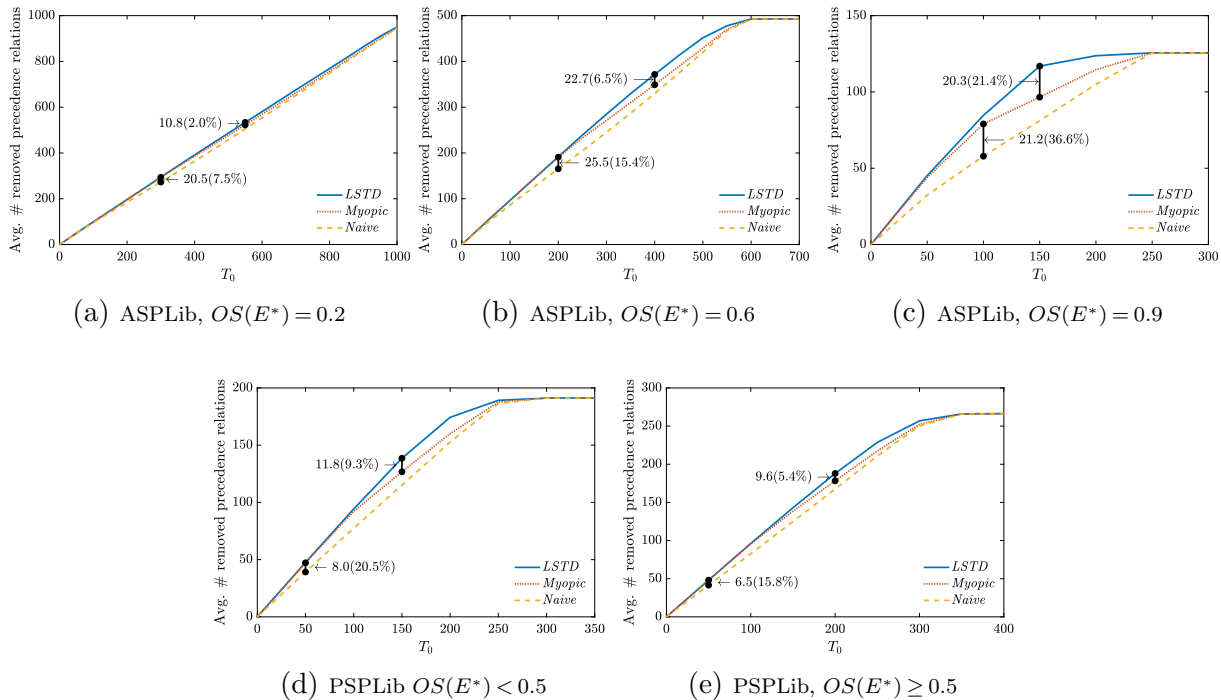 Avg. # removed precedence relations
1000
800
600
400
200
0
10.8(2.0%)
20.5(7.5%)
LSTD
Myopic
Naive
0 200 400 600 800 1000
T₀
(a) ASPLib, OS(E*) = 0.2
Avg. # removed precedence relations
600
500
400
300
200
100
0
22.7(6.5%)
25.5(15.4%)
LSTD
Myopic
Naive
0 100 200 300 400 500 600 700
T₀
(b) ASPLib, OS(E*) = 0.6
Avg. # removed precedence relations
150
100
50
0
20.3(21.4%)
21.2(36.6%)
LSTD
Myopic
Naive
0 50 100 150 200 250 300
T₀
(c) ASPLib, OS(E*) = 0.9
Avg. # removed precedence relations
200
150
100
50
0
11.8(9.3%)
8.0(20.5%)
LSTD
Myopic
Naive
0 50 100 150 200 250 300 350
T₀
(d) PSPLib OS(E*) < 0.5
Avg. # removed precedence relations
300
250
200
150
100
50
0
9.6(5.4%)
6.5(15.8%)
LSTD
Myopic
Naive
0 100 200 300 400
T₀
(e) PSPLib, OS(E*) ≥ 0.5